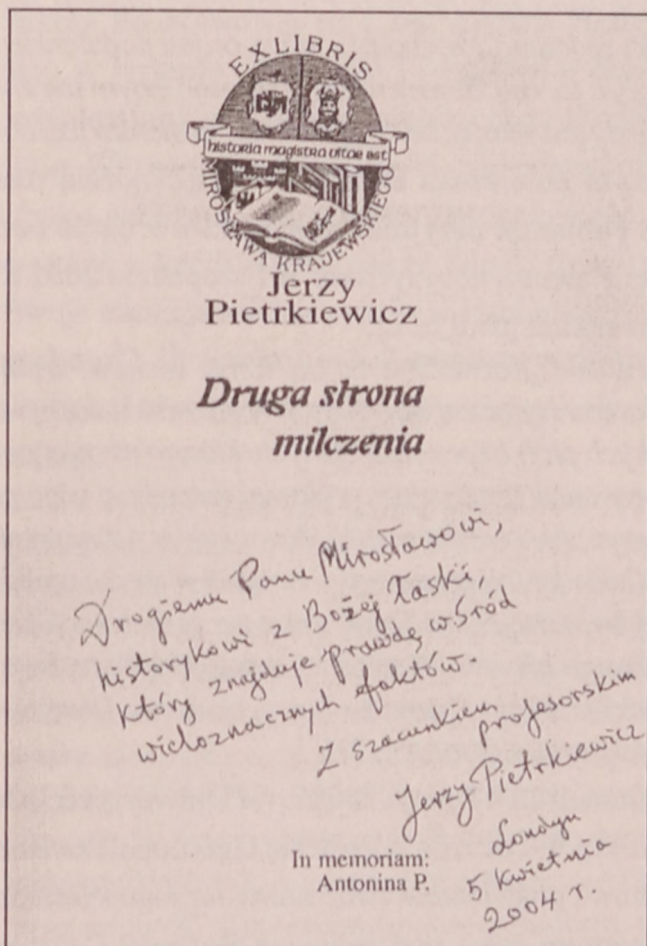 EXLIBRIS
historia magistra vitae est
MIROSŁAWA KRAJEWSKIEGO
Jerzy
Pietrkiewicz
Druga strona
milczenia
Drogiemu Panu Mirosławowi,
historykowi z Bożej Łaski,
który znajduje prawdę wśród
wieloznacznych faktów.
Z szacunkiem profesorskim
Jerzy Pietrkiewicz
Londyn
5 kwietnia
2004 r.
In memoriam:
Antonina P.